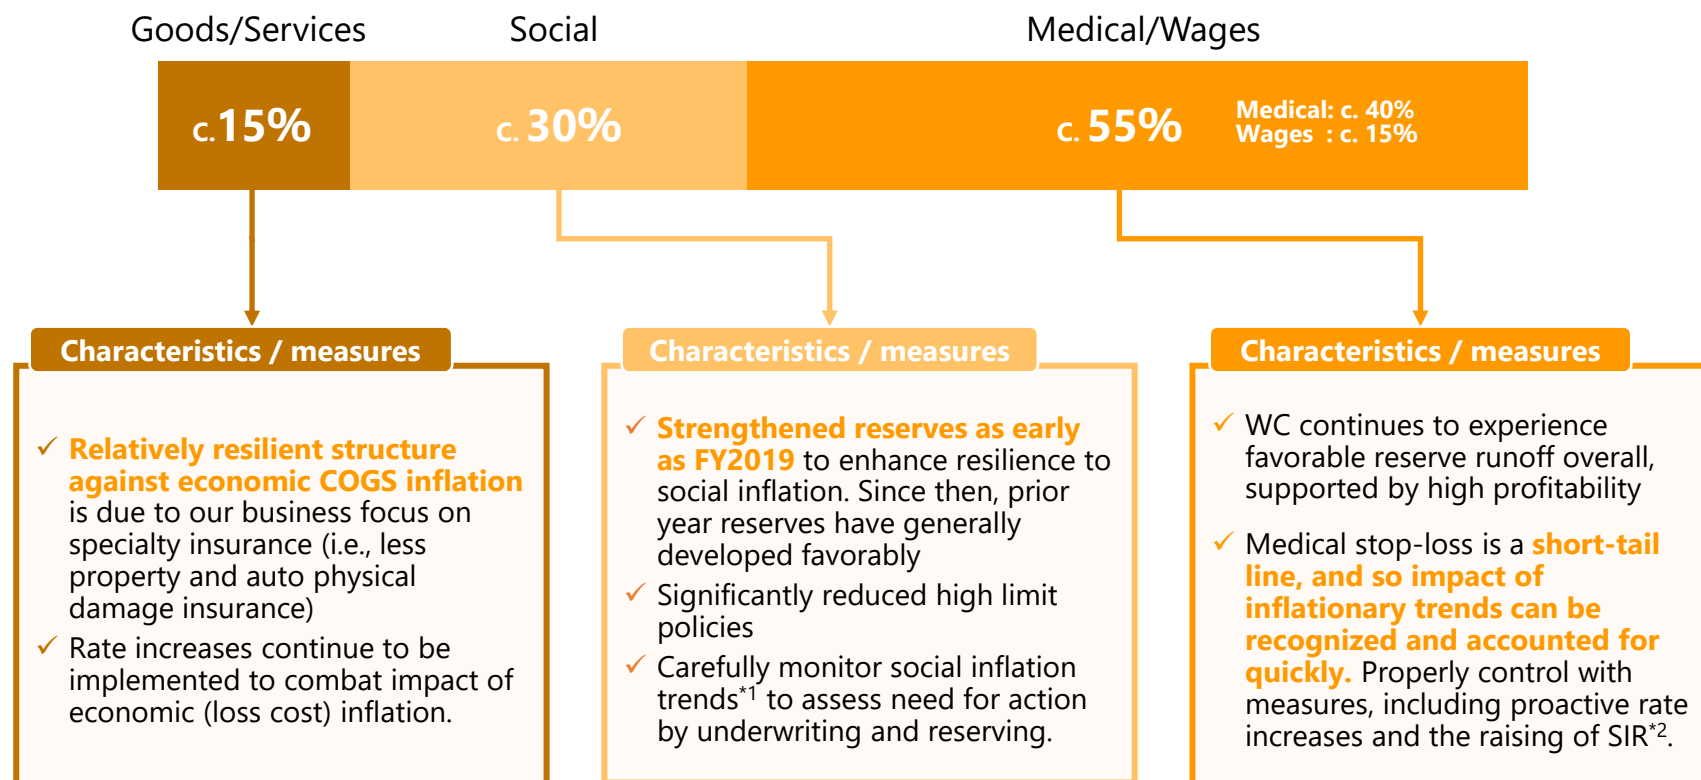 Goods/Services
Social
Medical/Wages
c.15%
c. 30%
c. 55%
Medical: c. 40%
Wages : c. 15%
Characteristics / measures
✓ Relatively resilient structure
against economic COGS inflation
is due to our business focus on
specialty insurance (i.e., less
property and auto physical
damage insurance)
✓ Rate increases continue to be
implemented to combat impact of
economic (loss cost) inflation.
Characteristics / measures
✓ Strengthened reserves as early
as FY2019 to enhance resilience to
social inflation. Since then, prior
year reserves have generally
developed favorably
✓ Significantly reduced high limit
policies
✓ Carefully monitor social inflation
trends*1 to assess need for action
by underwriting and reserving.
Characteristics / measures
✓ WC continues to experience
favorable reserve runoff overall,
supported by high profitability
✓ Medical stop-loss is a short-tail
line, and so impact of
inflationary trends can be
recognized and accounted for
quickly. Properly control with
measures, including proactive rate
increases and the raising of SIR*2.